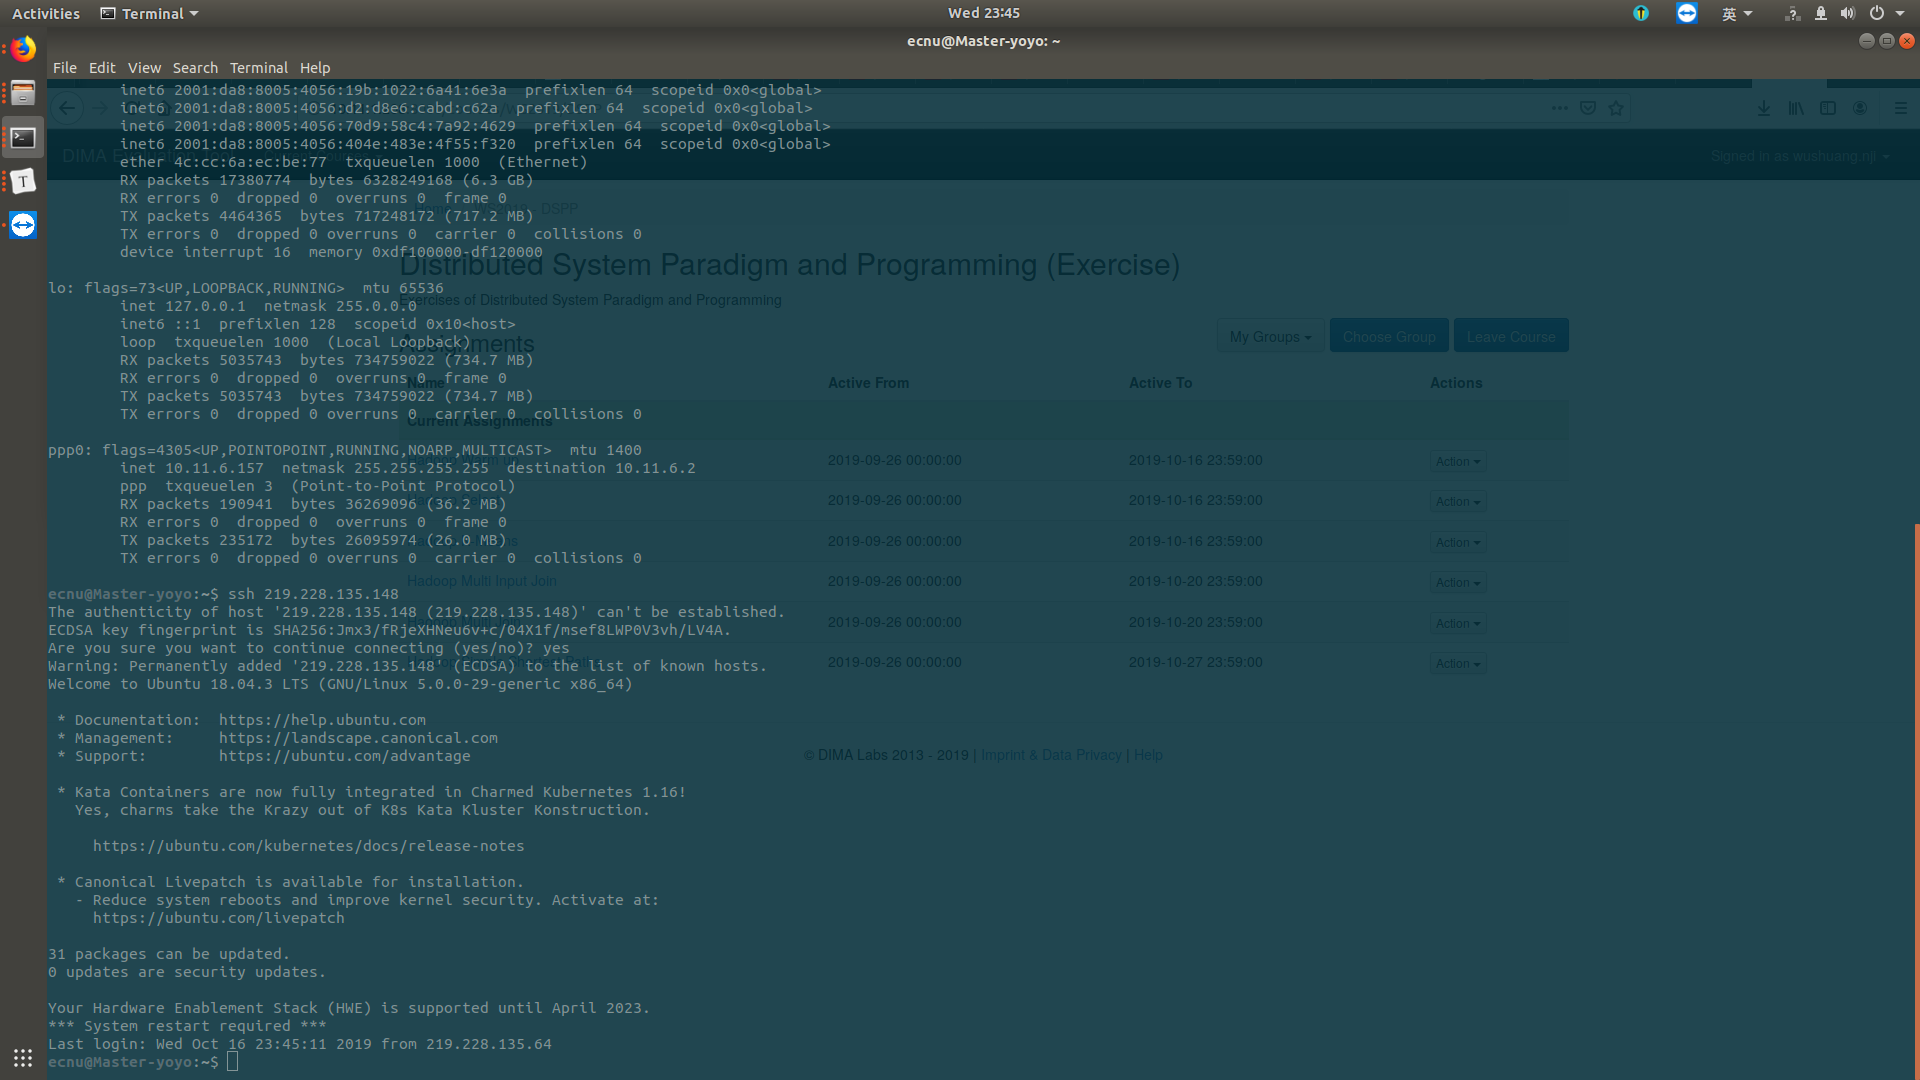 Activities
Terminal
Wed 23:45
英
ecnu@Master-yoyo: ~
File Edit View Search Terminal Help
inet6 2001:da8:8005:4056:19b:1022:6a41:6e3a prefixlen 64 scopeid 0x0<global>
inet6 2001:da8:8005:4056:d2:d8e6:cabd:c62a prefixlen 64 scopeid 0x0<global>
inet6 2001:da8:8005:4056:70d9:58c4:7a92:4629 prefixlen 64 scopeid 0x0<global>
inet6 2001:da8:8005:4056:404e:483e:4f55:f320 prefixlen 64 scopeid 0x0<global>
ether 4c:cc:6a:ec:be:77 txqueuelen 1000 (Ethernet)
RX packets 17380774 bytes 6328249168 (6.3 GB)
RX errors 0 dropped 0 overruns 0 frame 0
TX packets 4464365 bytes 717248172 (717.2 MB)
TX errors 0 dropped 0 overruns 0 carrier 0 collisions 0
device interrupt 16 memory 0xdf100000-df120000
lo: flags=73<UP,LOOPBACK,RUNNING> mtu 65536
inet 127.0.0.1 netmask 255.0.0.0
inet6 ::1 prefixlen 128 scopeid 0x10<host>
loop txqueuelen 1000 (Local Loopback)
RX packets 5035743 bytes 734759022 (734.7 MB)
RX errors 0 dropped 0 overruns 0 frame 0
TX packets 5035743 bytes 734759022 (734.7 MB)
TX errors 0 dropped 0 overruns 0 carrier 0 collisions 0
ppp0: flags=4305<UP,POINTOPOINT,RUNNING,NOARP,MULTICAST> mtu 1400
inet 10.11.6.157 netmask 255.255.255.255 destination 10.11.6.2
ppp txqueuelen 3 (Point-to-Point Protocol)
RX packets 190941 bytes 36269096 (36.2 MB)
RX errors 0 dropped 0 overruns 0 frame 0
TX packets 235172 bytes 26095974 (26.0 MB)
TX errors 0 dropped 0 overruns 0 carrier 0 collisions 0
ecnu@Master-yoyo:~$ ssh 219.228.135.148
The authenticity of host '219.228.135.148 (219.228.135.148)' can't be established.
ECDSA key fingerprint is SHA256:Jmx3/fRjeXHNeu6v+c/04X1f/msef8LWP0V3vh/LV4A.
Are you sure you want to continue connecting (yes/no)? yes
Warning: Permanently added '219.228.135.148' (ECDSA) to the list of known hosts.
Welcome to Ubuntu 18.04.3 LTS (GNU/Linux 5.0.0-29-generic x86_64)
* Documentation: https://help.ubuntu.com
* Management: https://landscape.canonical.com
* Support: https://ubuntu.com/advantage
* Kata Containers are now fully integrated in Charmed Kubernetes 1.16!
Yes, charms take the Krazy out of K8s Kata Kluster Konstruction.
https://ubuntu.com/kubernetes/docs/release-notes
* Canonical Livepatch is available for installation.
- Reduce system reboots and improve kernel security. Activate at:
https://ubuntu.com/livepatch
31 packages can be updated.
0 updates are security updates.
Your Hardware Enablement Stack (HWE) is supported until April 2023.
*** System restart required ***
Last login: Wed Oct 16 23:45:11 2019 from 219.228.135.64
ecnu@Master-yoyo:~$
DIMA
Signed in as wushuang.njl
DSPP
Distributed System Paradigm and Programming (Exercise)
Exercises of Distributed System Paradigm and Programming
Assignments
My Groups
Choose Group
Leave Course
Name Active From Active To Actions
Current Assignments
2019-09-26 00:00:00 2019-10-16 23:59:00 Action
2019-09-26 00:00:00 2019-10-16 23:59:00 Action
2019-09-26 00:00:00 2019-10-16 23:59:00 Action
Hadoop Multi Input Join 2019-09-26 00:00:00 2019-10-20 23:59:00 Action
2019-09-26 00:00:00 2019-10-20 23:59:00 Action
2019-09-26 00:00:00 2019-10-27 23:59:00 Action
© DIMA Labs 2013 - 2019 | Imprint & Data Privacy | Help